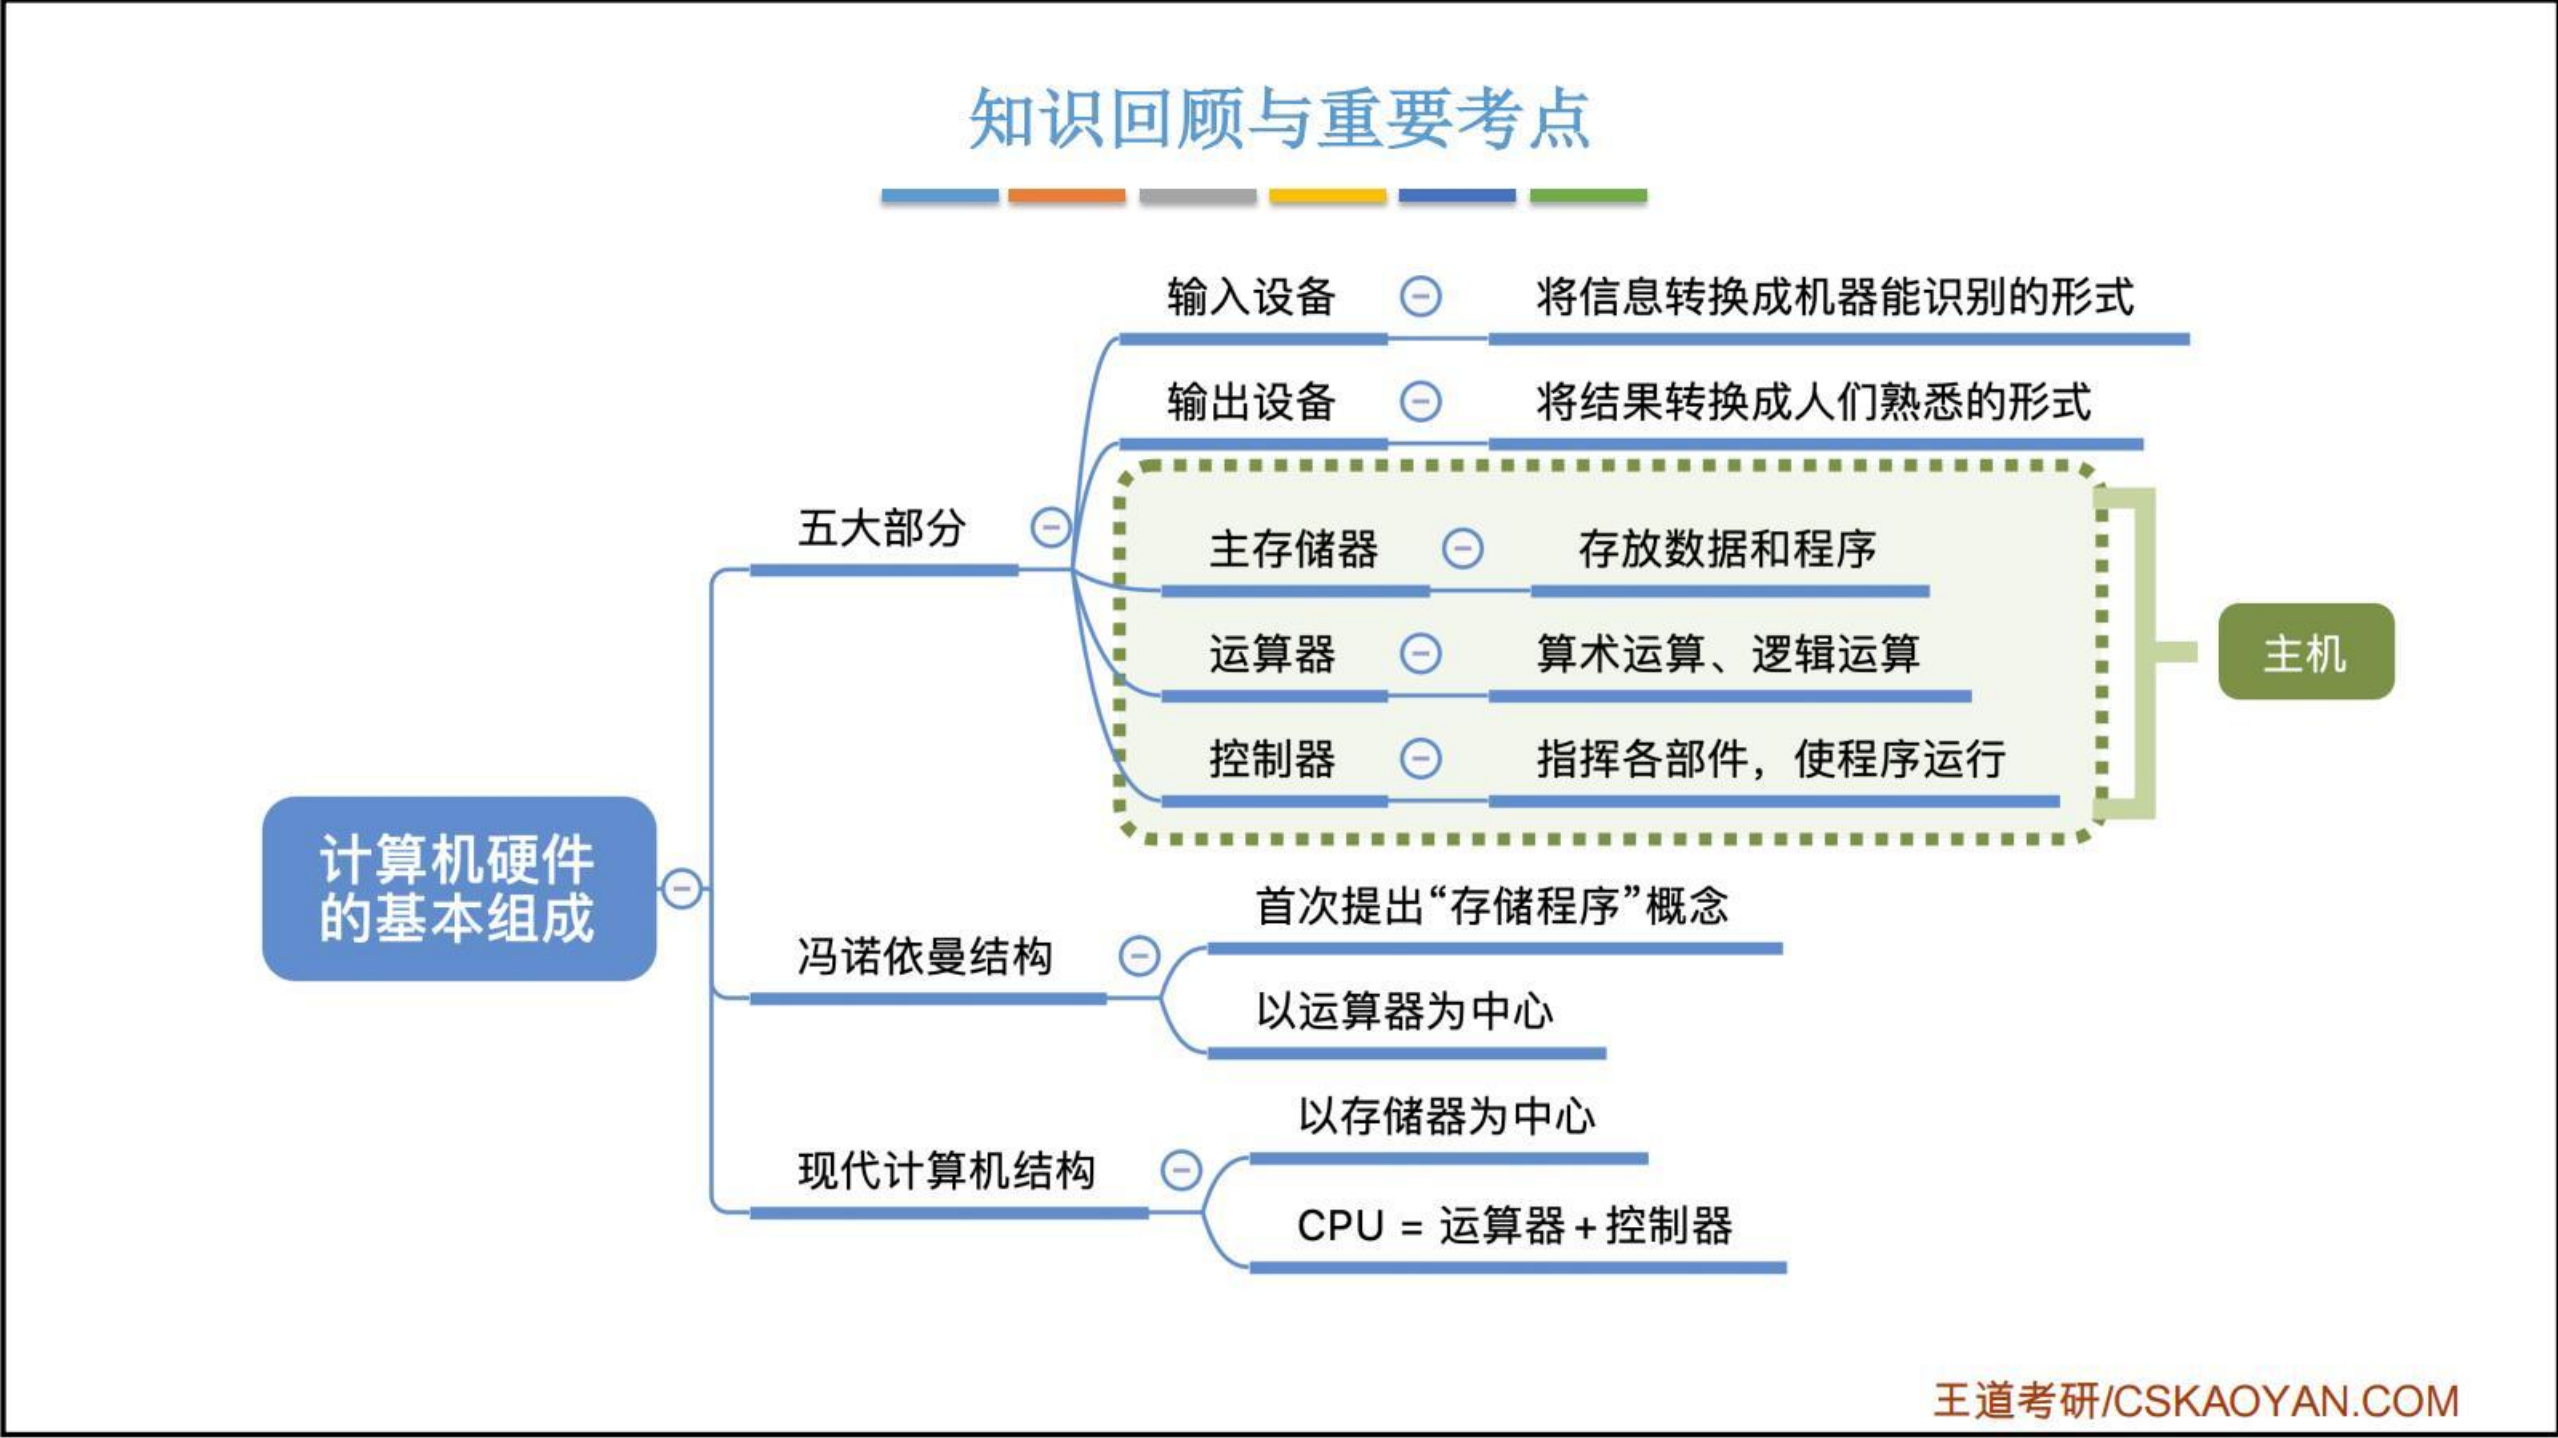 知识回顾与重要考点
输入设备
将信息转换成机器能识别的形式
输出设备
将结果转换成人们熟悉的形式
五大部分
主存储器
存放数据和程序
运算器
算术运算、逻辑运算
主机
控制器
指挥各部件，使程序运行
计算机硬件
的基本组成
首次提出“存储程序”概念
冯诺依曼结构
以运算器为中心
以存储器为中心
现代计算机结构
CPU = 运算器+控制器
王道考研/CSKAOYAN.COM